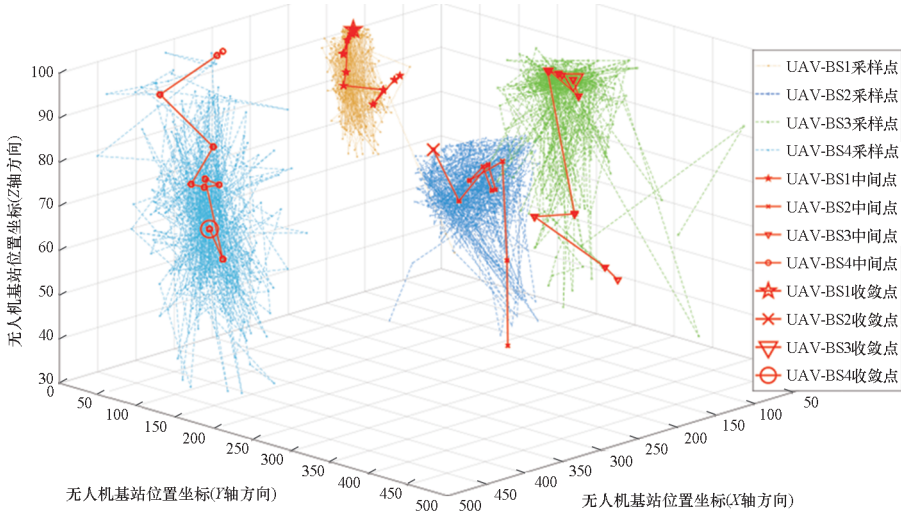 100
90
80
70
60
50
40
30
0
50
100
150
200
250
300
350
400
450
500
500
450
400
350
300
250
200
150
100
50
无人机基站位置坐标(Z轴方向)
无人机基站位置坐标(Y轴方向)
无人机基站位置坐标(X轴方向)
UAV-BS1采样点
UAV-BS2采样点
UAV-BS3采样点
UAV-BS4采样点
UAV-BS1中间点
UAV-BS2中间点
UAV-BS3中间点
UAV-BS4中间点
UAV-BS1收敛点
UAV-BS2收敛点
UAV-BS3收敛点
UAV-BS4收敛点